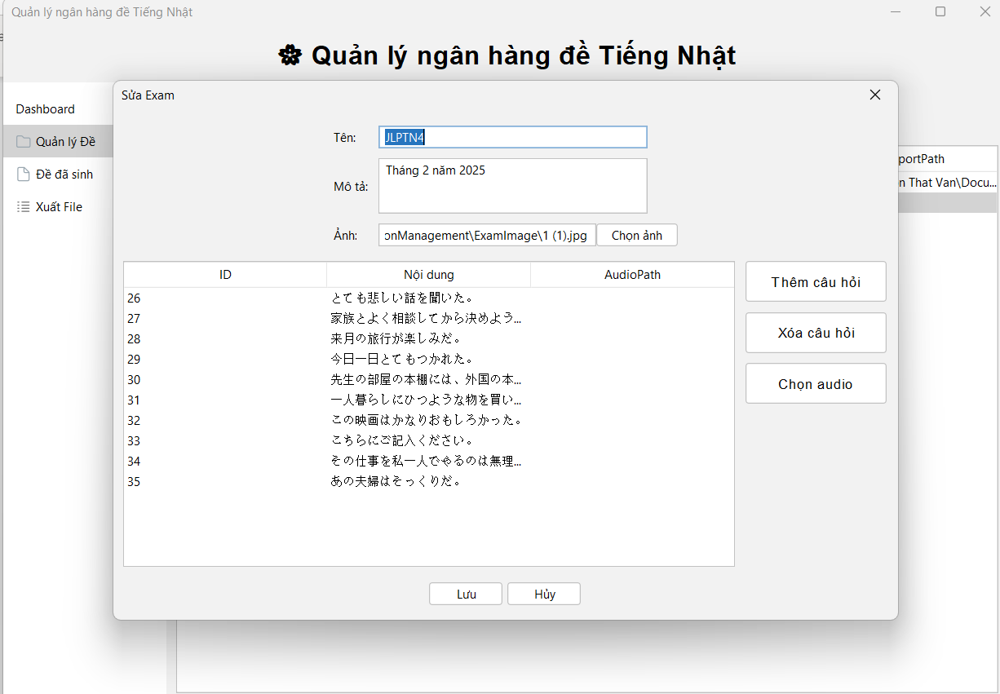 Quản lý ngân hàng đề Tiếng Nhật
Quản lý ngân hàng đề Tiếng Nhật
Dashboard
Quản lý Đề
Đề đã sinh
Xuất File
Sửa Exam
Tên:
JLPTN4
Mô tả:
Tháng 2 năm 2025
Ảnh:
onManagement\ExamImage\1 (1).jpg
Chọn ảnh
ID Nội dung AudioPath
26 とても悲しい話を聞いた。
27 家族とよく相談してから決めよう...
28 来月の旅行が楽しみだ。
29 今日一日とてもつかれた。
30 先生の部屋の本棚には、外国の本...
31 一人暮らしにひつような物を買い...
32 この映画はかなりおもしろかった。
33 こちらにご記入ください。
34 その仕事を私一人でやるのは無理...
35 あの夫婦はそっくりだ。
Thêm câu hỏi
Xóa câu hỏi
Chọn audio
Lưu
Hủy
portPath
n That Van\Docu...